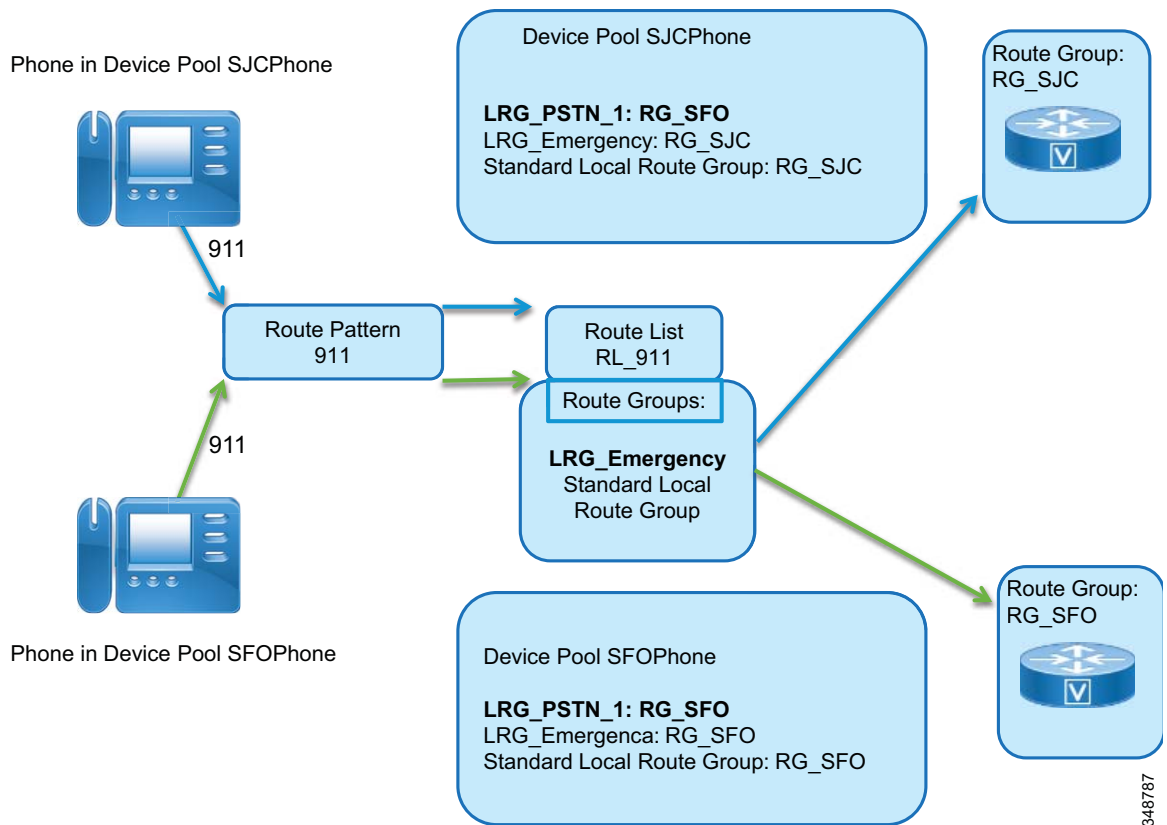 Phone in Device Pool SJCPhone
Device Pool SJCPhone
LRG_PSTN_1: RG_SFO
LRG_Emergency: RG_SJC
Standard Local Route Group: RG_SJC
Route Group:
RG_SJC
V
911
Route Pattern
911
Route List
RL_911
Route Groups:
LRG_Emergency
Standard Local
Route Group
911
Phone in Device Pool SFOPhone
Device Pool SFOPhone
LRG_PSTN_1: RG_SFO
LRG_Emergenca: RG_SFO
Standard Local Route Group: RG_SFO
Route Group:
RG_SFO
V
348787